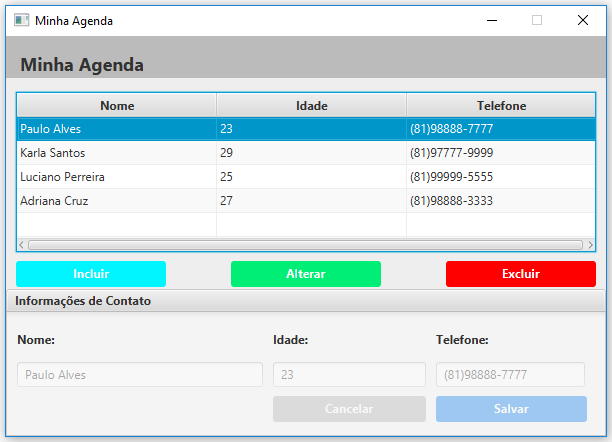 Minha Agenda
Minha Agenda
Nome Idade Telefone
Paulo Alves 23 (81)98888-7777
Karla Santos 29 (81)97777-9999
Luciano Perreira 25 (81)99999-5555
Adriana Cruz 27 (81)98888-3333
Incluir Alterar Excluir
Informações de Contato
Nome: Idade: Telefone:
Paulo Alves 23 (81)98888-7777
Cancelar Salvar